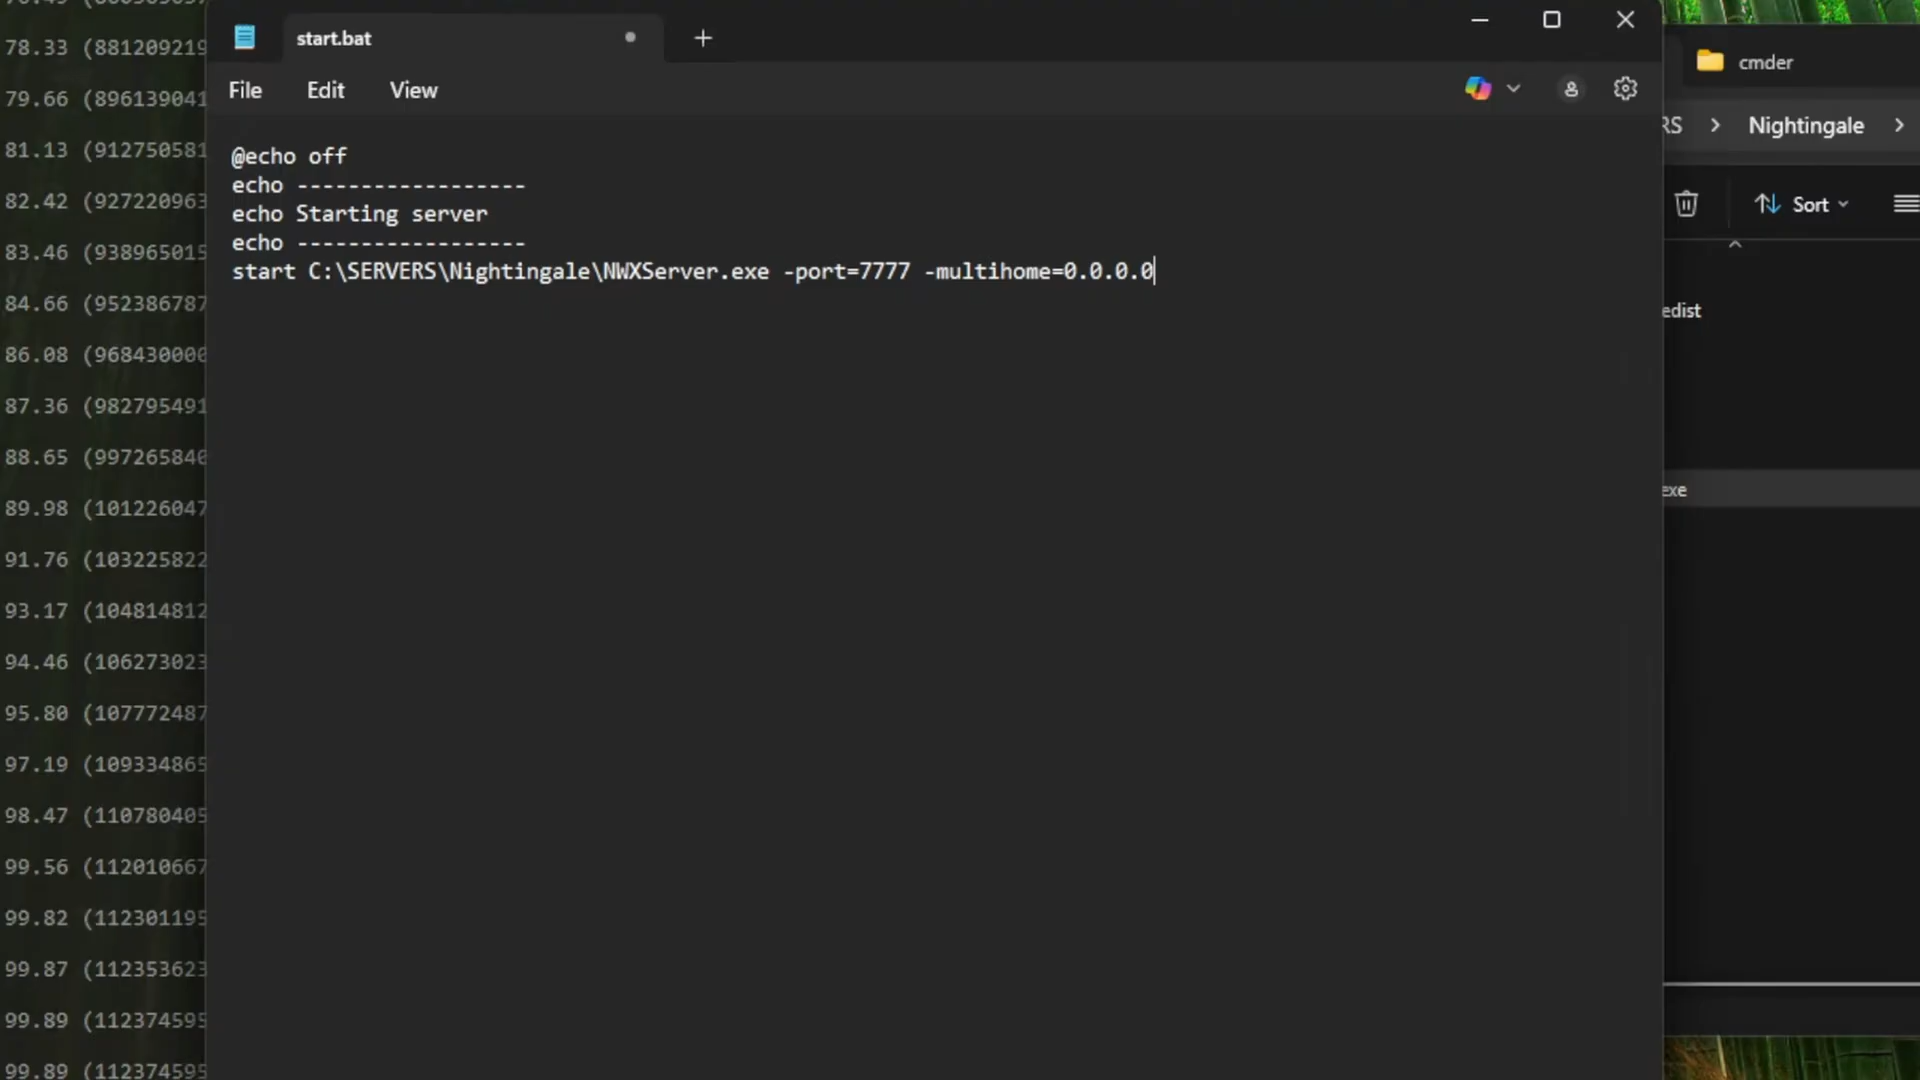 78.33 (881209219
79.66 (896139041
81.13 (912750581
82.42 (927220963
83.46 (938965015
84.66 (952386787
86.08 (968430000
87.36 (982795491
88.65 (997265840
89.98 (101226047
91.76 (103225822
93.17 (104814812
94.46 (106273023
95.80 (107772487
97.19 (109334865
98.47 (110780405
99.56 (112010667
99.82 (112301195
99.87 (112353623
99.89 (112374595
99.89 (112374595
start.bat
File Edit View
@echo off
echo ------------------
echo Starting server
echo ------------------
start C:\SERVERS\Nightingale\NWXServer.exe -port=7777 -multihome=0.0.0.0
cmder
RS > Nightingale >
Sort
edist
exe